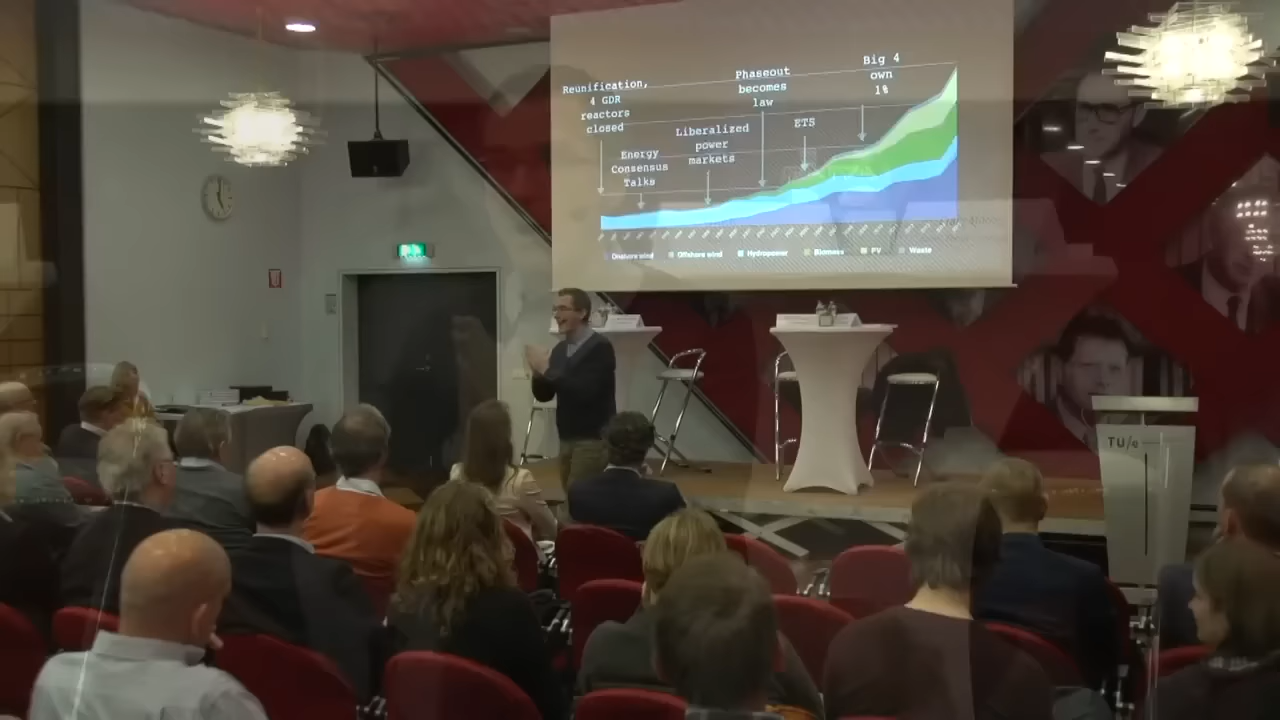 Reunification,
4 GDR
reactors
closed
Energy
Consensus
Talks
Liberalized
power
markets
Phaseout
becomes
law
ETS
Big 4
own
1%
Onshore wind
Offshore wind
Hydropower
Biomass
PV
Waste
TU/e